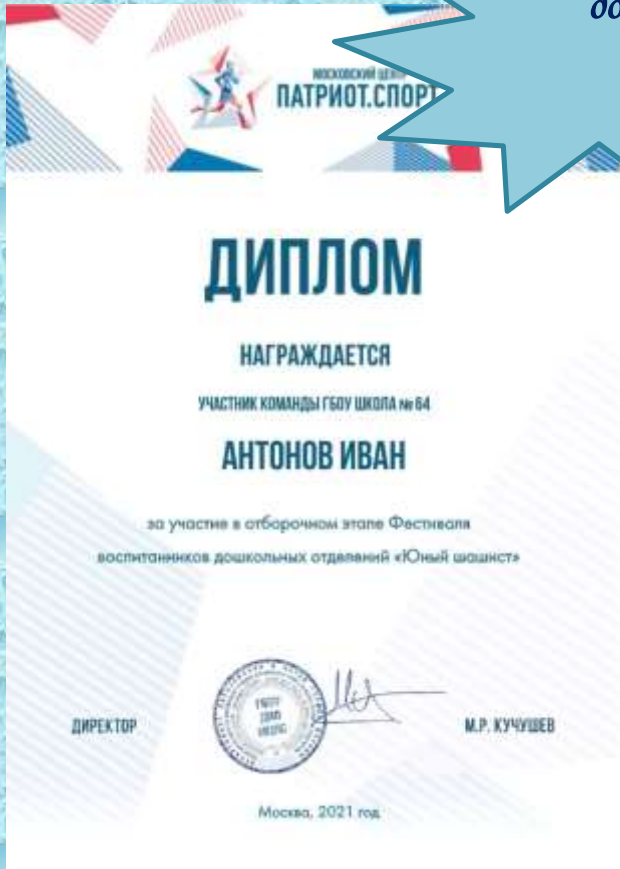 МОСКОВСКИЙ ЦЕНТР
ПАТРИОТ.СПОРТ
ДИПЛОМ
НАГРАЖДАЕТСЯ
УЧАСТНИК КОМАНДЫ ГБОУ ШКОЛА № 64
АНТОНОВ ИВАН
за участие в отборочном этапе Фестиваля
воспитанников дошкольных отделений «Юный шашист»
ДИРЕКТОР
М.Р. КУЧУШЕВ
Москва, 2021 год